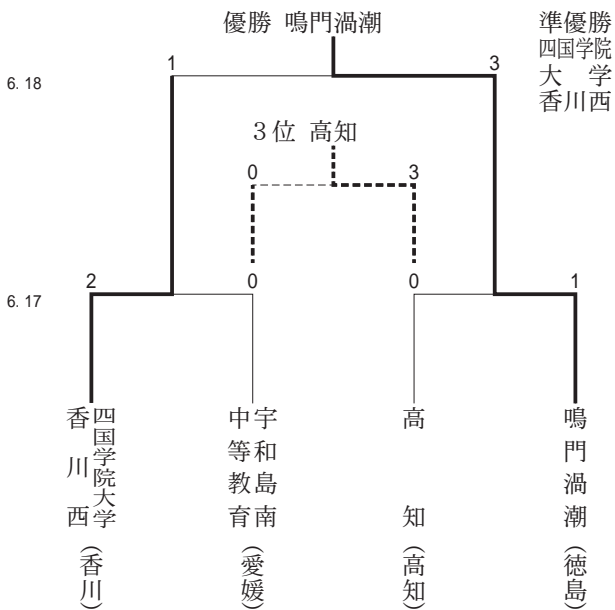 優勝 鳴門渦潮
準優勝
四国学院
大学
香川西
1
3
6. 18
3位 高知
0
3
2
0
0
1
6. 17
四国学院大学
香川西
(香川)
宇和島南
中等教育
(愛媛)
高知
(高知)
鳴門渦潮
(徳島)